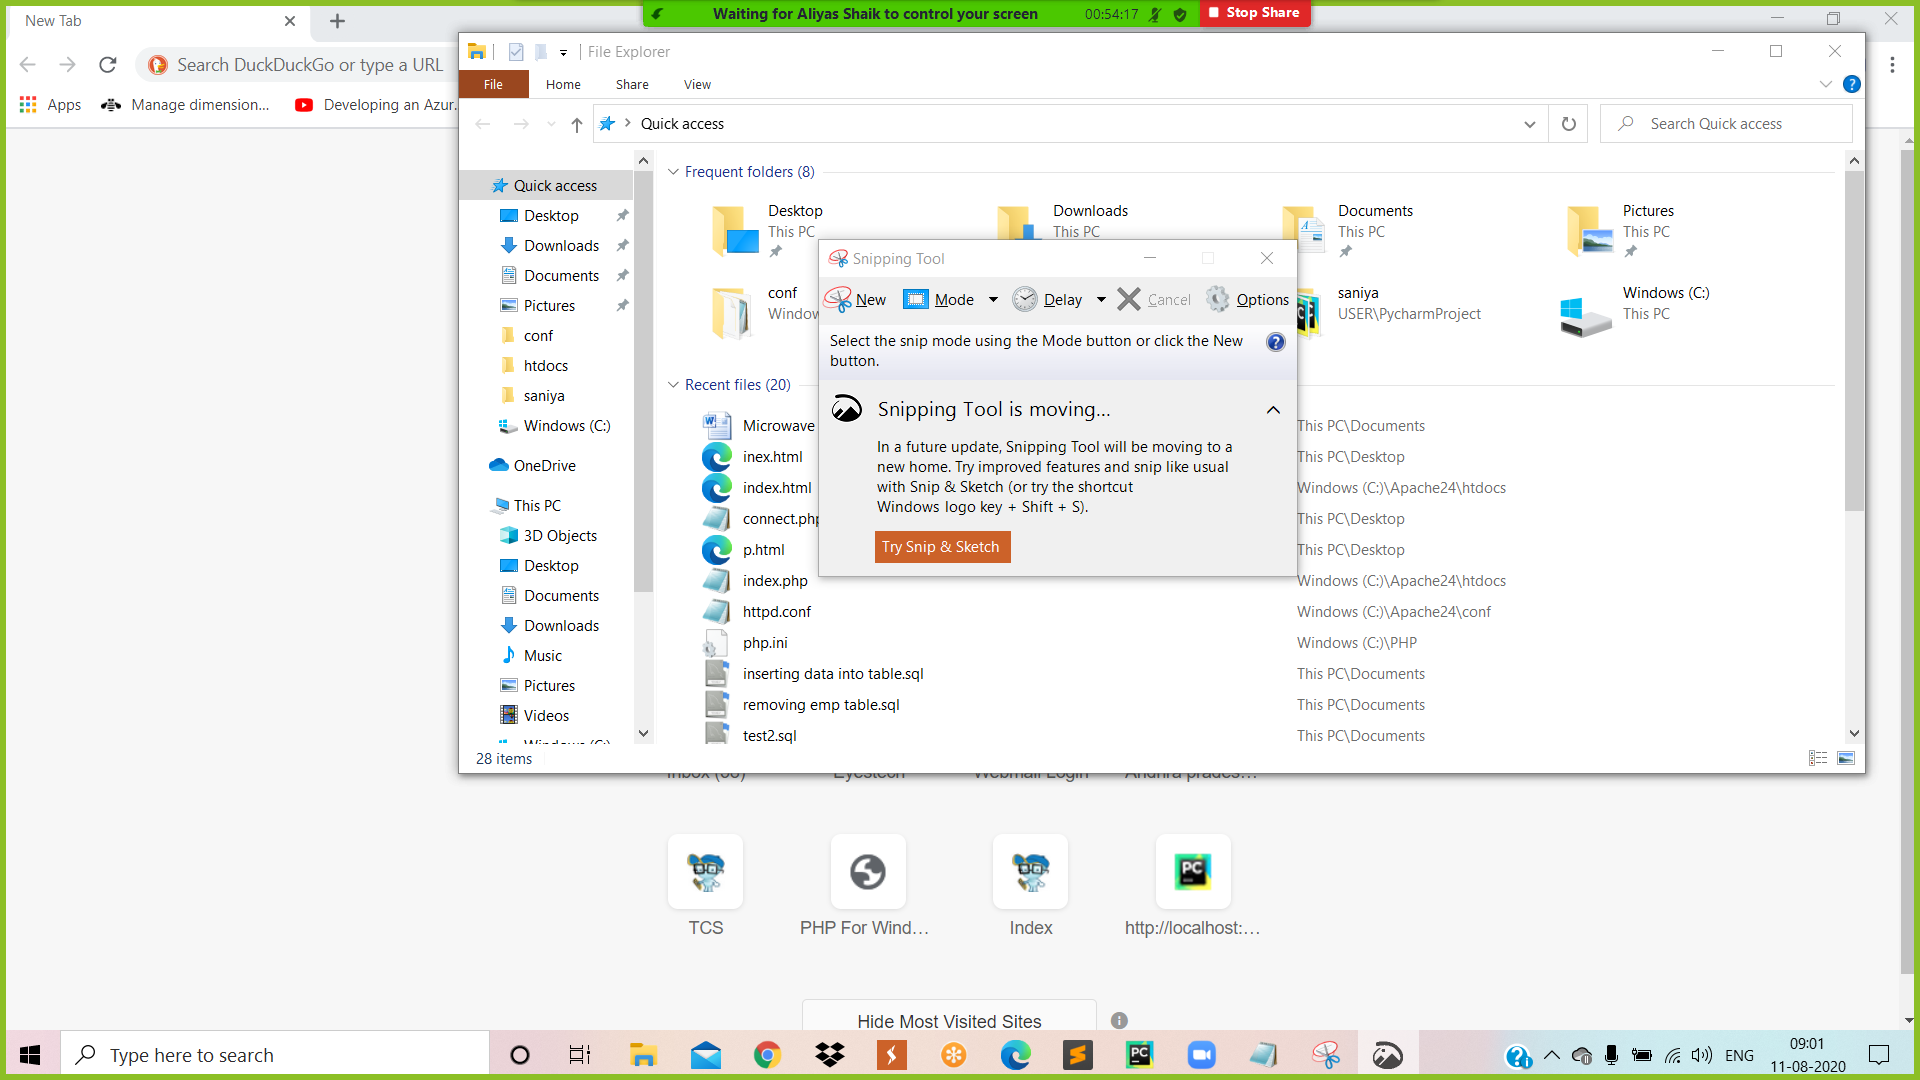 New Tab
Waiting for Aliyas Shaik to control your screen
00:54:17
Stop Share
Search DuckDuckGo or type a URL
Apps
Manage dimension...
Developing an Azur.
File Explorer
File
Home
Share
View
Quick access
Search Quick access
Quick access
Desktop
Downloads
Documents
Pictures
conf
htdocs
saniya
Windows (C:)
OneDrive
This PC
3D Objects
Desktop
Documents
Downloads
Music
Pictures
Videos
Windows (C:)
28 items
Frequent folders (8)
Desktop
This PC
Downloads
This PC
Documents
This PC
Pictures
This PC
conf
Window
saniya
USER\PycharmProject
Windows (C:)
This PC
Recent files (20)
Microwave
This PC\Documents
inex.html
This PC\Desktop
index.html
Windows (C:)\Apache24\htdocs
connect.php
This PC\Desktop
p.html
This PC\Desktop
index.php
Windows (C:)\Apache24\htdocs
httpd.conf
Windows (C:)\Apache24\conf
php.ini
Windows (C:)\PHP
inserting data into table.sql
This PC\Documents
removing emp table.sql
This PC\Documents
test2.sql
This PC\Documents
Snipping Tool
New
Mode
Delay
Cancel
Options
Select the snip mode using the Mode button or click the New
button.
Snipping Tool is moving...
In a future update, Snipping Tool will be moving to a
new home. Try improved features and snip like usual
with Snip & Sketch (or try the shortcut
Windows logo key + Shift + S).
Try Snip & Sketch
Eyestech
Webmail Login
Andhra prades...
TCS
PHP For Wind...
Index
PC
http://localhost:...
Hide Most Visited Sites
Type here to search
PC
ENG
09:01
11-08-2020